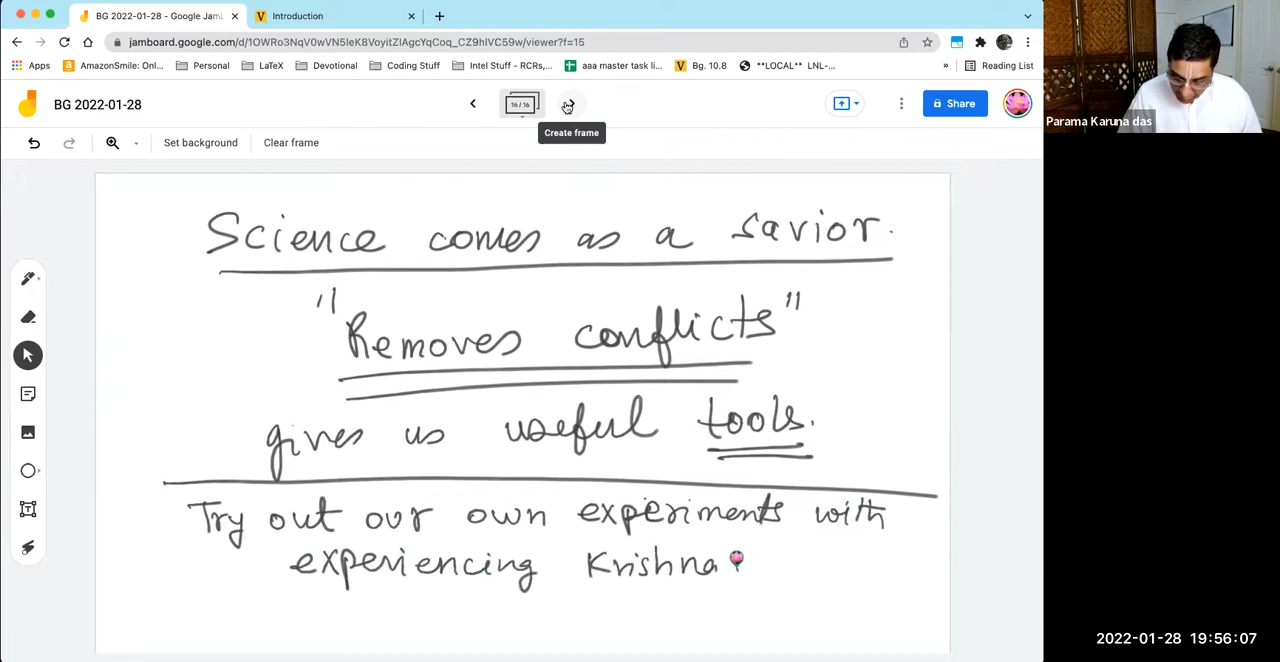 BG 2022-01-28 - Google Jam
Introduction
jamboard.google.com/d/1OWRo3NqV0wVN5leK8VoyitZlAgcYqCoq_CZ9hlVC59w/viewer?f=15
Apps AmazonSmile: Onl... Personal LaTeX Devotional Coding Stuff Intel Stuff - RCRs,... aaa master task li... Bg. 10.8 **LOCAL** LNL-... » Reading List
BG 2022-01-28
16 / 16
Share
Create frame
Set background Clear frame
Parama Karuna das
Science comes as a savior.
"Removes conflicts"
gives us useful tools.
Try out our own experiments with
experiencing Krishna
2022-01-28 19:56:07